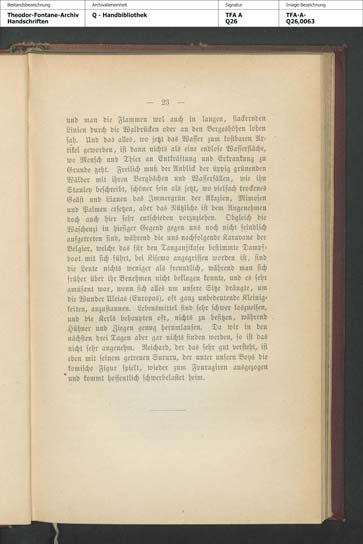 Bestandsbezeichnung
Archivalieneinheit
Signatur
Image-Bezeichnung
Theodor-Fontane-Archiv
Handschriften
Q - Handbibliothek
TFA A
Q26
TFA-A-
Q26,0063
— 23 —
und man die Flammen wol auch in langen, flackernden
Linien durch die Waldrücken oder an den Bergeshöhen lohen
sah. Und das alles, wo jetzt das Wasser zum kostbaren Ar-
tikel geworden, ist dann nichts als eine endlose Wasserfläche,
wo Mensch und Thier an Entkräftung und Erkrankung zu
Grunde geht. Freilich muß der Anblick der üppig grünenden
Wälder mit ihren Bergbächen und Wasserfällen, wie ihn
Stanley beschreibt, schöner sein als jetzt, wo vielfach trockenes
Geäst und Lianen das Immergrün der Akazien, Mimosen
und Palmen ersetzen, aber das Nützliche ist dem Angenehmen
doch auch hier sehr entschieden vorzuziehen. Obgleich die
Waschenzi in hiesiger Gegend gegen uns noch nicht feindlich
aufgetreten sind, während die uns nachfolgende Karavane der
Belgier, welche das für den Tanganjikasee bestimmte Dampf-
boot mit sich führt, bei Kisewo angegriffen worden ist, sind
die Leute nichts weniger als freundlich, während man sich
früher über ihr Benehmen nicht beklagen konnte, und es sehr
amüsant war, wenn sich alles um unsere Sitze drängte, um
die Wunder Uleias (Europas), oft ganz unbedeutende Kleinig-
keiten, anzustaunen. Lebensmittel sind sehr schwer loszueisen,
und die Kerls behaupten oft, nichts zu besitzen, während
Hühner und Ziegen genug herumlaufen. Da wir in den
nächsten drei Tagen aber gar nichts finden werden, so ist das
nicht sehr angenehm. Reichard, der das sehr gut versteht, ist
eben mit seinem getreuen Sururu, der unter unsern Boys die
komische Figur spielt, wieder zum Fouragiren ausgezogen
und kommt hoffentlich schwerbelastet heim.